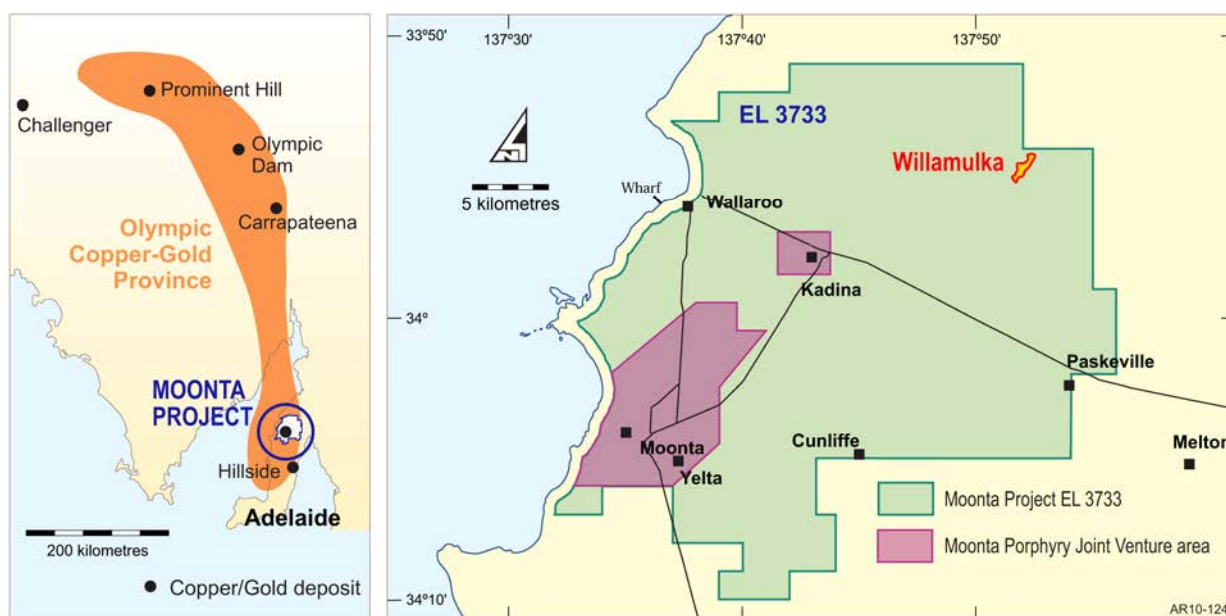 Prominent Hill
Challenger
Olympic
Dam
Carrapateena
Olympic
Copper-Gold
Province
MOONTA
PROJECT
Hillside
Adelaide
200 kilometres
Copper/Gold deposit
33°50'
137°30'
137°40'
137°50'
EL 3733
N
5 kilometres
Willamulka
Wharf
Wallaroo
Kadina
34°
Paskeville
Moonta
Yelta
Cunliffe
Melton
Moonta Project EL 3733
Moonta Porphyry Joint Venture area
34°10'
AR10-124